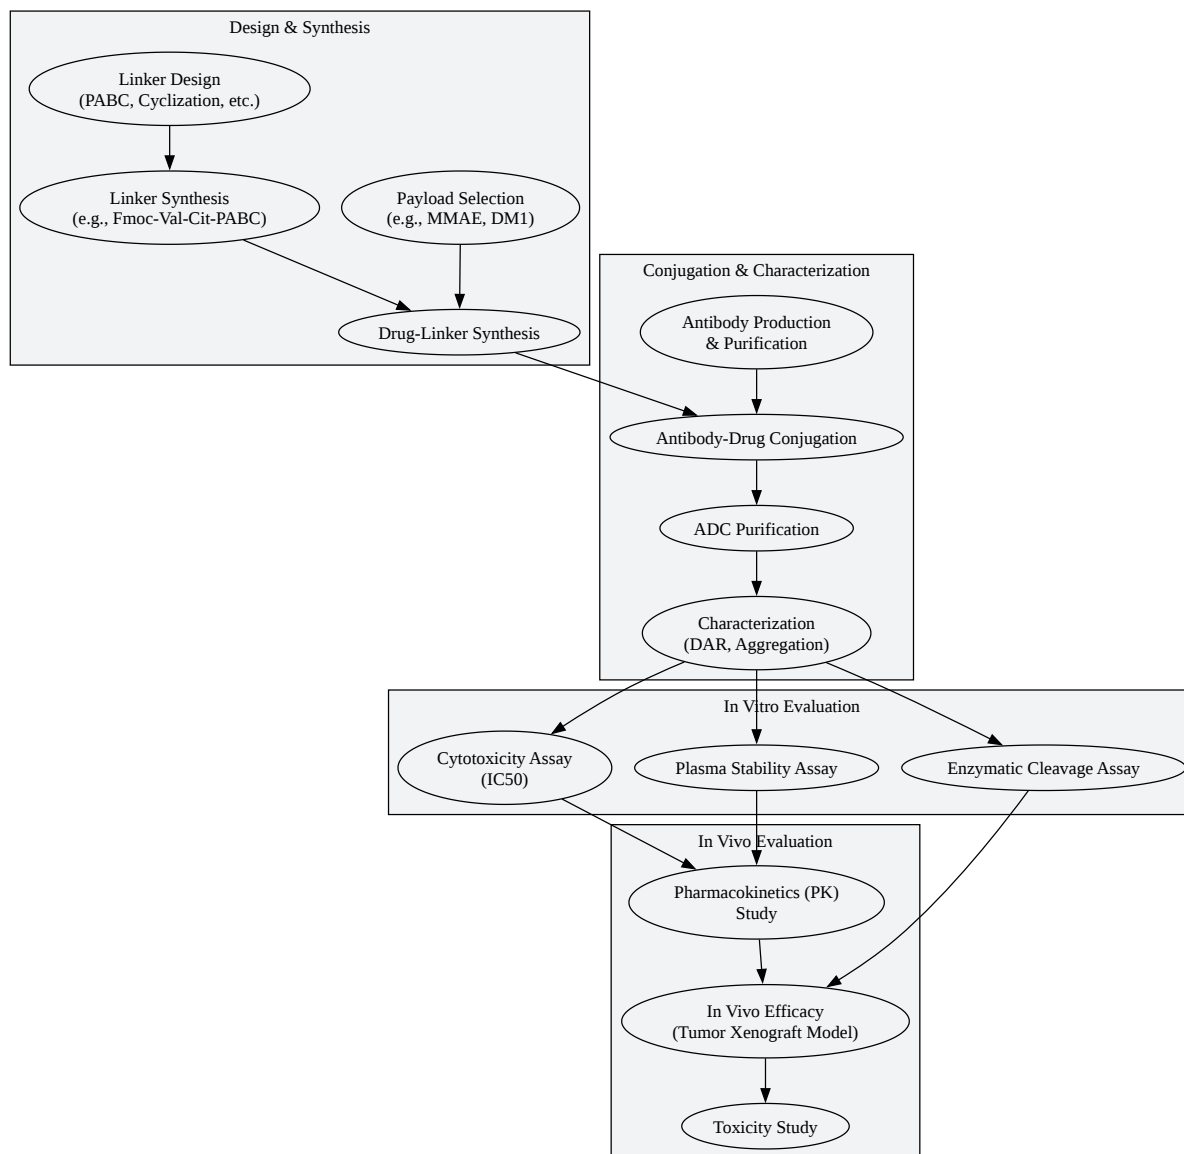 Design & Synthesis
Linker Design
(PABC, Cyclization, etc.)
Linker Synthesis
(e.g., Fmoc-Val-Cit-PABC)
Payload Selection
(e.g., MMAE, DM1)
Drug-Linker Synthesis
Conjugation & Characterization
Antibody Production
& Purification
Antibody-Drug Conjugation
ADC Purification
Characterization
(DAR, Aggregation)
In Vitro Evaluation
Cytotoxicity Assay
(IC50)
Plasma Stability Assay
Enzymatic Cleavage Assay
In Vivo Evaluation
Pharmacokinetics (PK)
Study
In Vivo Efficacy
(Tumor Xenograft Model)
Toxicity Study